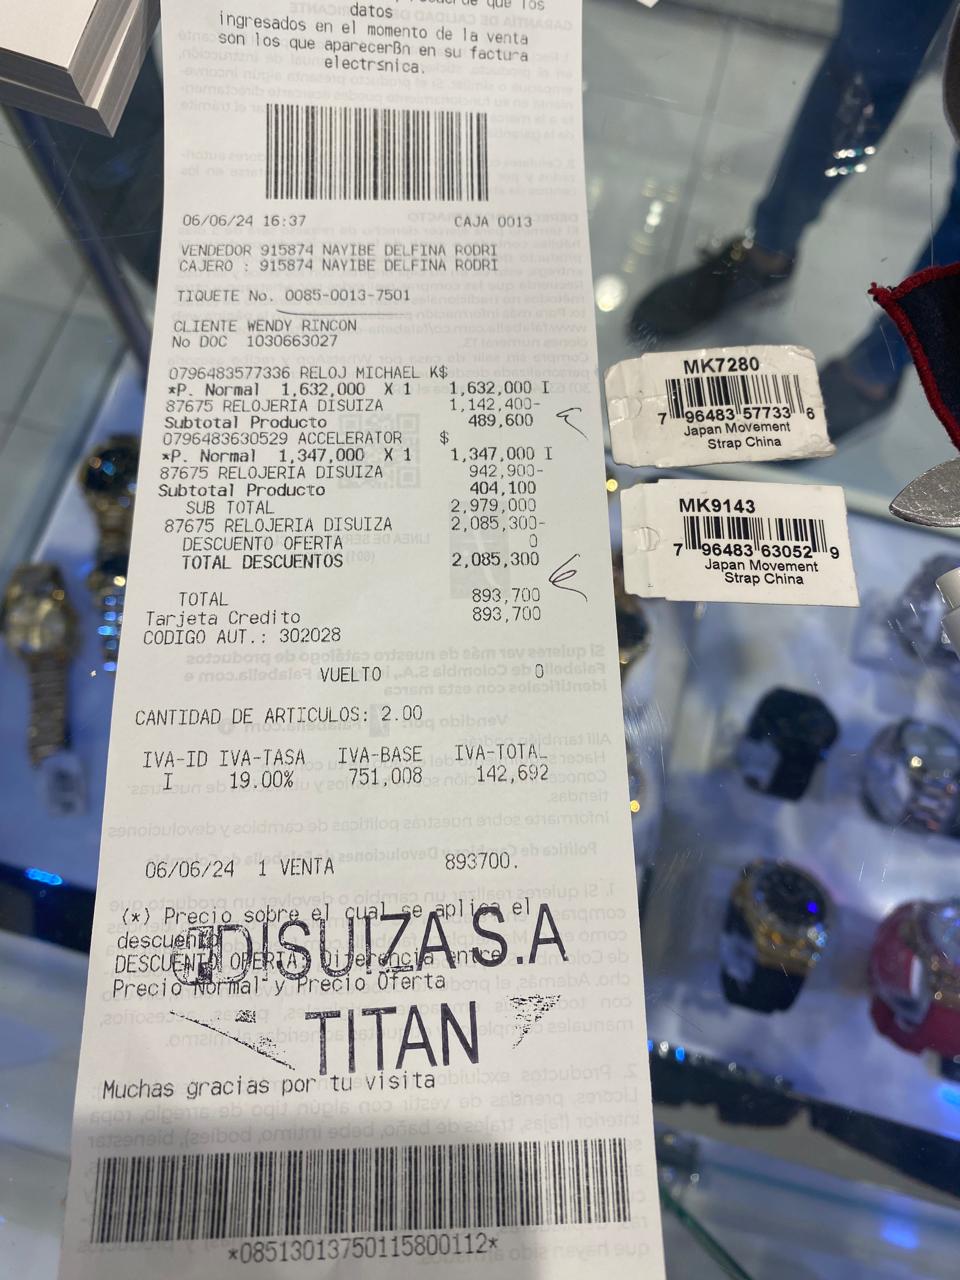 que los
datos
ingresados en el momento de la venta
son los que aparecerBn en su factura
electrsnica.
06/06/24 16:37 CAJA 0013
VENDEDOR 915874 NAYIBE DELFINA RODRI
CAJERO : 915874 NAYIBE DELFINA RODRI
TIQUETE No. 0085-0013-7501
CLIENTE WENDY RINCON
No DOC 1030663027
0796483577336 RELOJ MICHAEL K$
*P. Normal 1,632,000 X 1 1,632,000 I
87675 RELOJERIA DISUIZA 1,142,400-
Subtotal Producto 489,600
0796483630529 ACCELERATOR $
*P. Normal 1,347,000 X 1 1,347,000 I
87675 RELOJERIA DISUIZA 942,900-
Subtotal Producto 404,100
SUB TOTAL 2,979,000
87675 RELOJERIA DISUIZA 2,085,300-
DESCUENTO OFERTA 0
TOTAL DESCUENTOS 2,085,300
TOTAL 893,700
Tarjeta Credito 893,700
CODIGO AUT.: 302028
VUELTO 0
CANTIDAD DE ARTICULOS: 2.00
IVA-ID IVA-TASA IVA-BASE IVA-TOTAL
I 19.00% 751,008 142,692
06/06/24 1 VENTA 893700.
(*) Precio sobre el cual se aplica el
descuento
DESCUENTO OFERTA Diferencia entre
Precio Normal y Precio Oferta
DISUIZA S.A
TITAN
Muchas gracias por tu visita
*08513013750115800112*
MK7280
7 96483 57733 6
Japan Movement
Strap China
MK9143
7 96483 63052 9
Japan Movement
Strap China